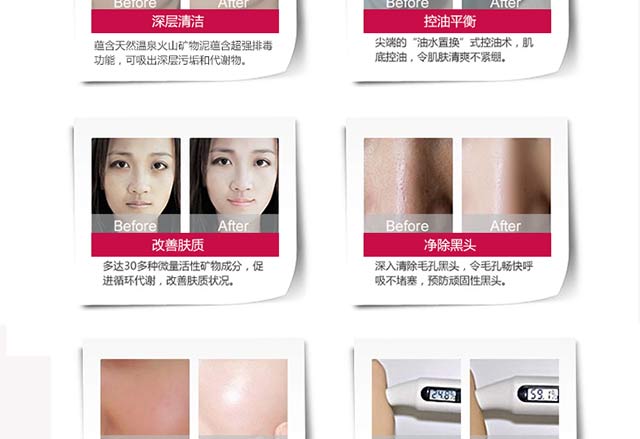 Before After
深层清洁
蕴含天然温泉火山矿物泥蕴含超强排毒
功能，可吸出深层污垢和代谢物。
Before After
控油平衡
尖端的“油水置换”式控油术，肌
底控油，令肌肤清爽不紧绷。
Before After
改善肤质
多达30多种微量活性矿物成分，促
进循环代谢，改善肤质状况。
Before After
净除黑头
深入清除毛孔黑头，令毛孔畅快呼
吸不堵塞，预防顽固性黑头。
24.8%
59.1%